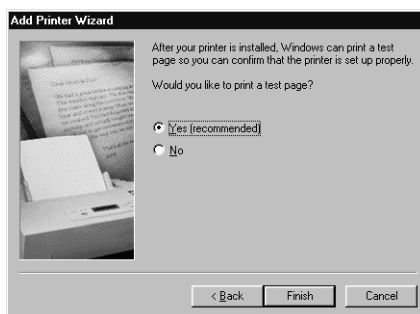 Add Printer Wizard
After your printer is installed, Windows can print a test
page so you can confirm that the printer is set up properly.
Would you like to print a test page?
Yes (recommended)
No
< Back
Finish
Cancel